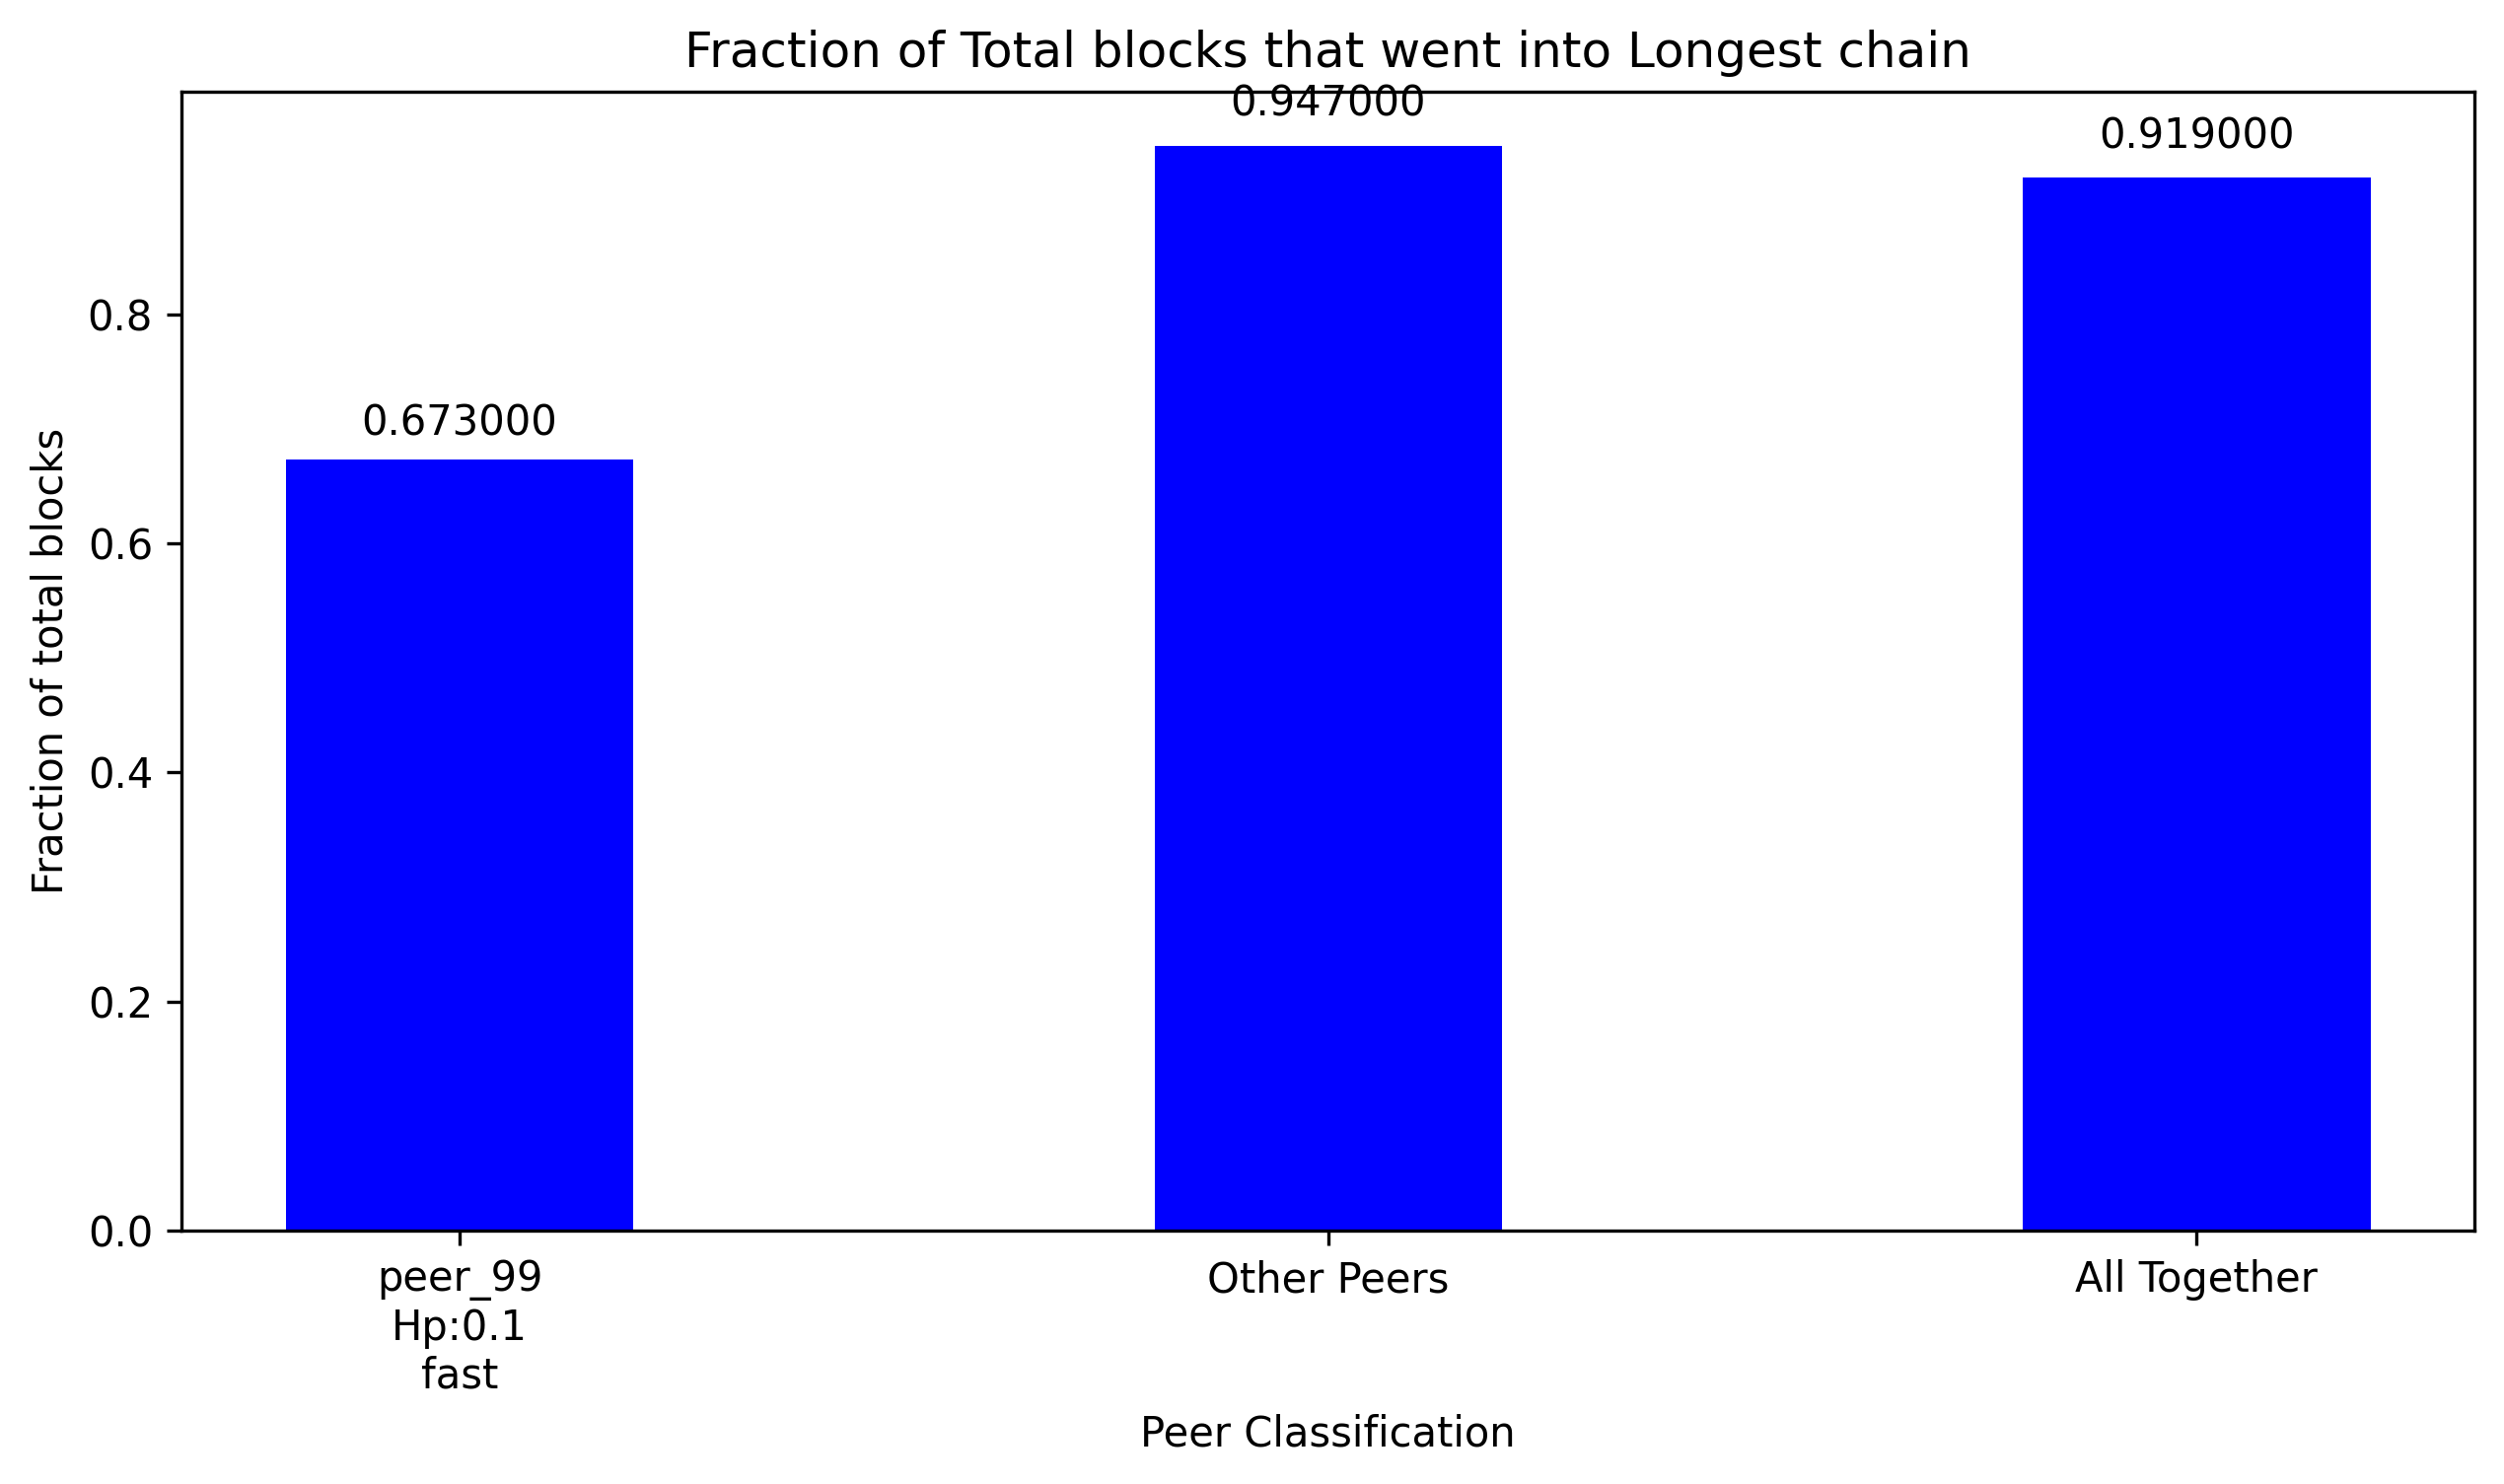 Fraction of Total blocks that went into Longest chain
0.947000
0.919000
0.673000
Fraction of total blocks
0.8
0.6
0.4
0.2
0.0
peer_99
Hp:0.1
fast
Other Peers
All Together
Peer Classification